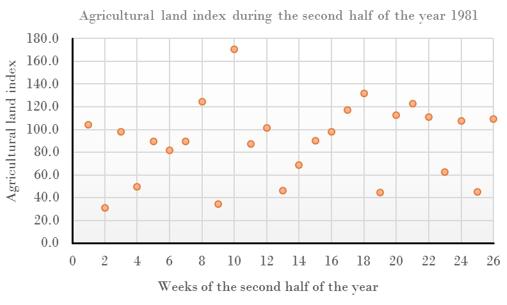 Agricultural land index during the second half of the year 1981
Agricultural land index
180.0
160.0
140.0
120.0
100.0
80.0
60.0
40.0
20.0
0.0
0 2 4 6 8 10 12 14 16 18 20 22 24 26
Weeks of the second half of the year